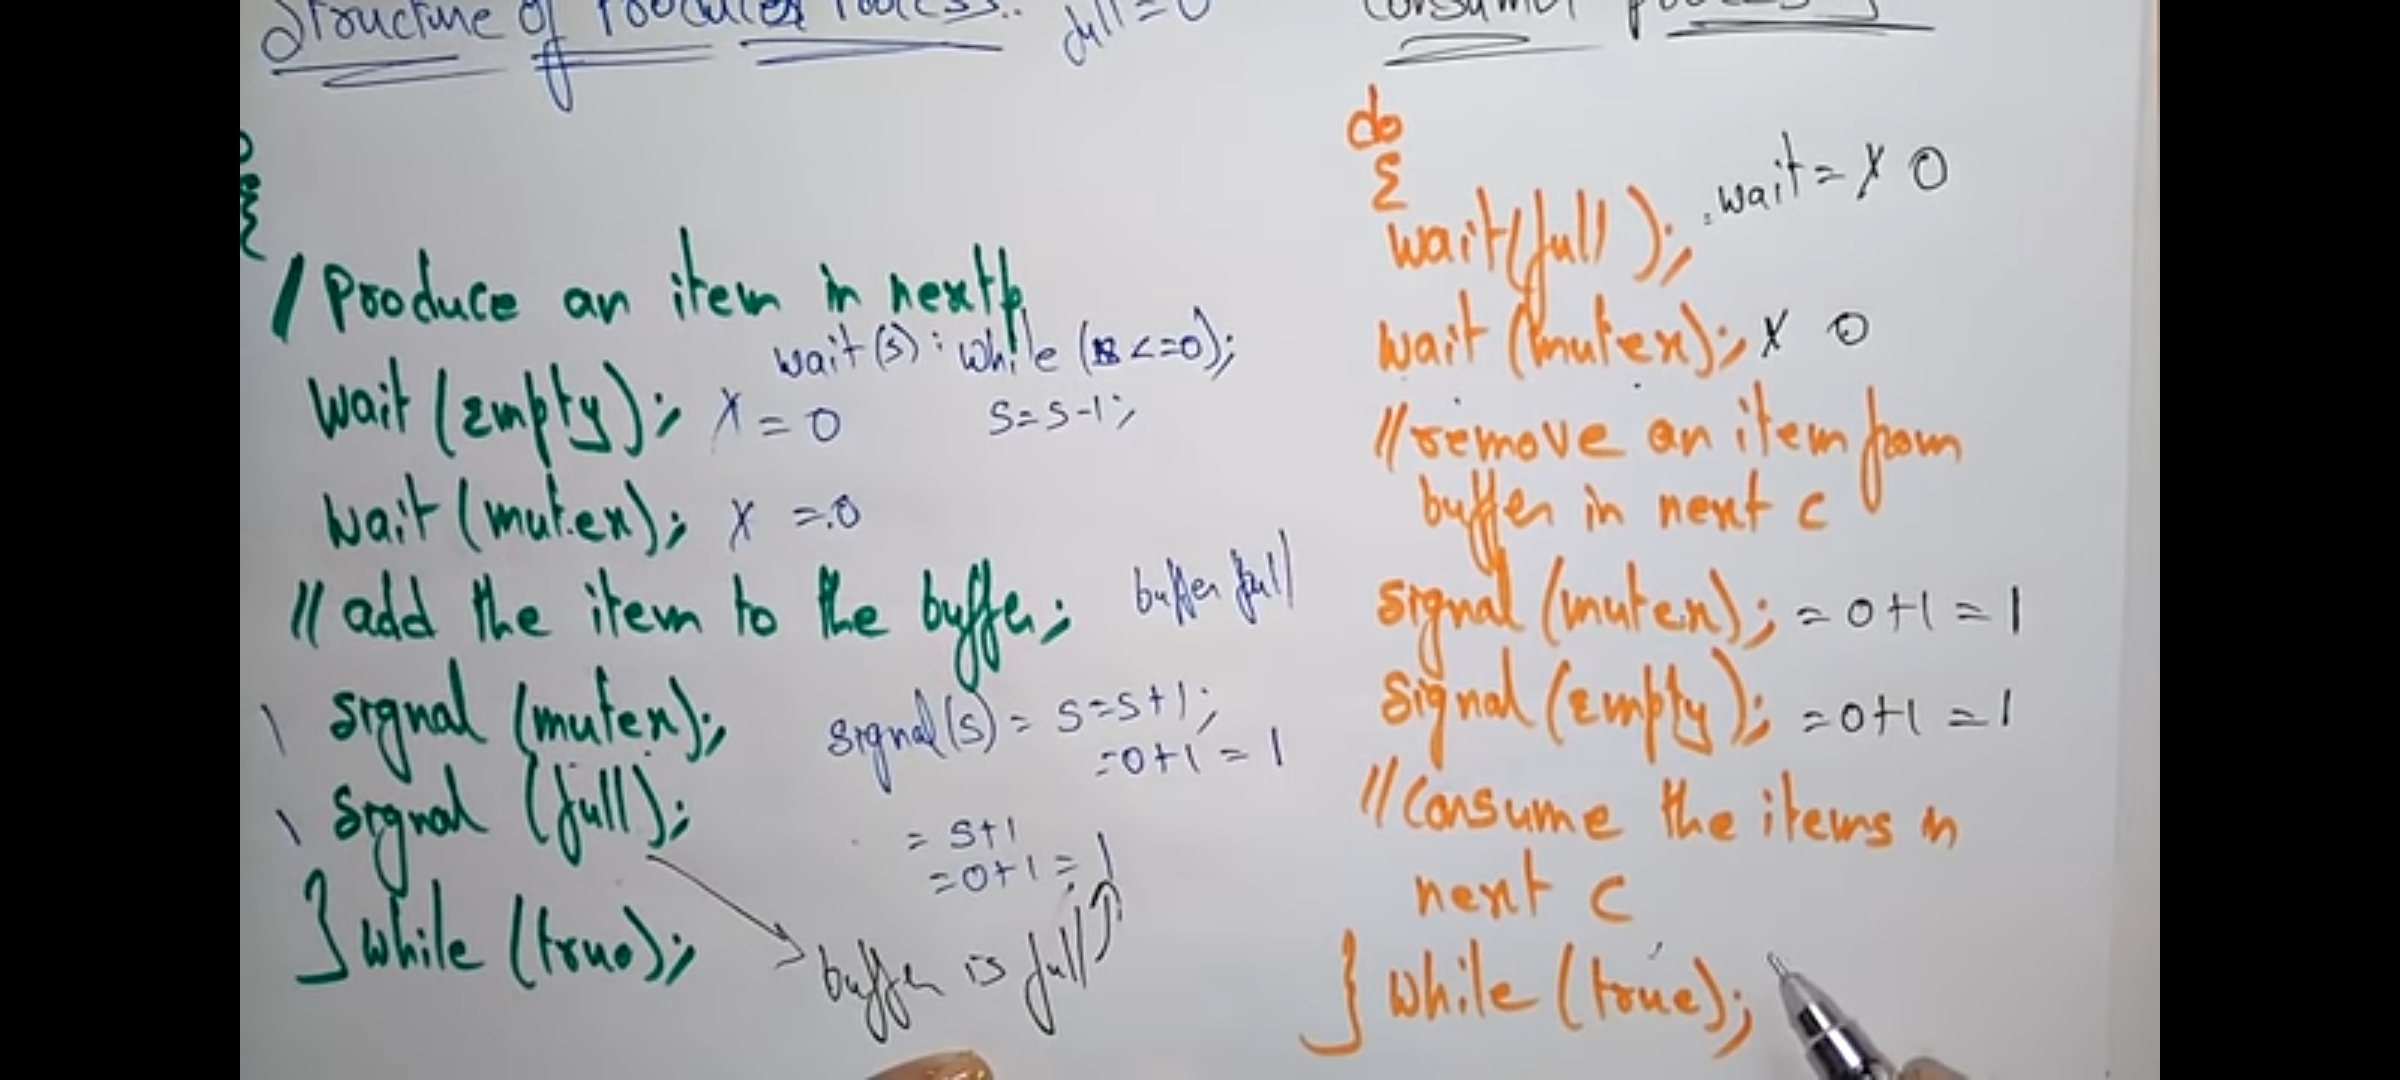 Structure of Producer Process..
full = 0
{
/ Produce an item in nextp
wait(s) : while (s <=0);
s=s-1;
wait (Empty); 1 = 0
wait (mutex); 1 = 0
// add the item to the buffer;
buffer full
signal (mutex);
signal(s) = s=s+1;
=0+1 = 1
signal (full);
= s+1
=0+1 = 1
} while (true);
buffer is full
Consumer
do
{
wait(full); wait = 1 0
wait (mutex); 1 0
// remove an item from
buffer in next c
signal (mutex); = 0+1 = 1
signal (Empty); = 0+1 = 1
// Consume the items in
next c
} while (true);